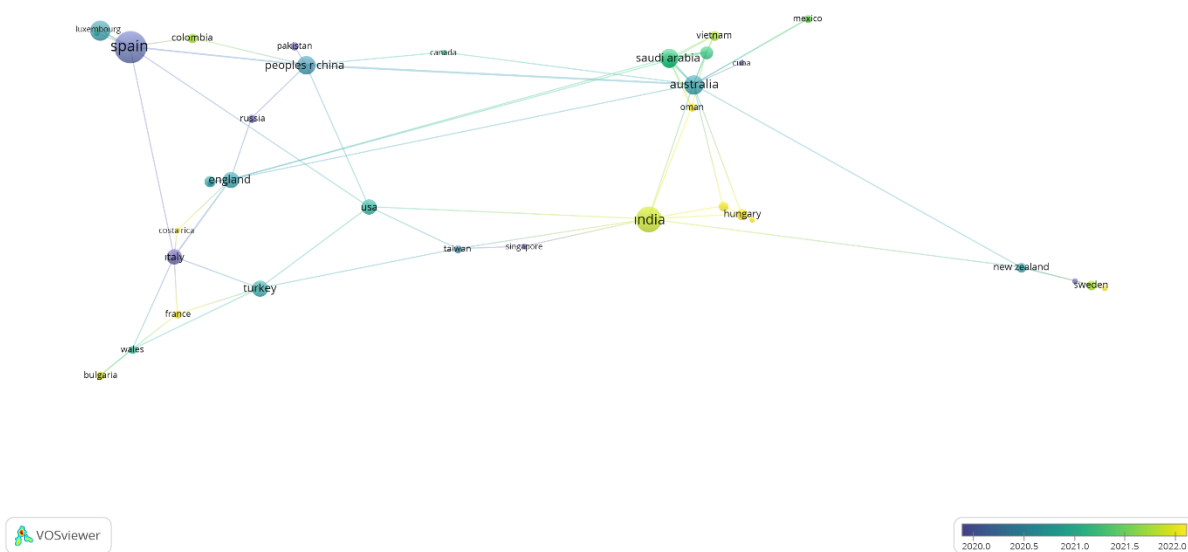 mexico
luxembourg
colombia
vietnam
spain
pakistan
canada
saudi arabia
peoples r china
cuba
australia
oman
russia
england
usa
india
hungary
costa rica
singapore
taiwan
italy
new zealand
sweden
turkey
france
wales
bulgaria
VOSviewer
2020.0 2020.5 2021.0 2021.5 2022.0